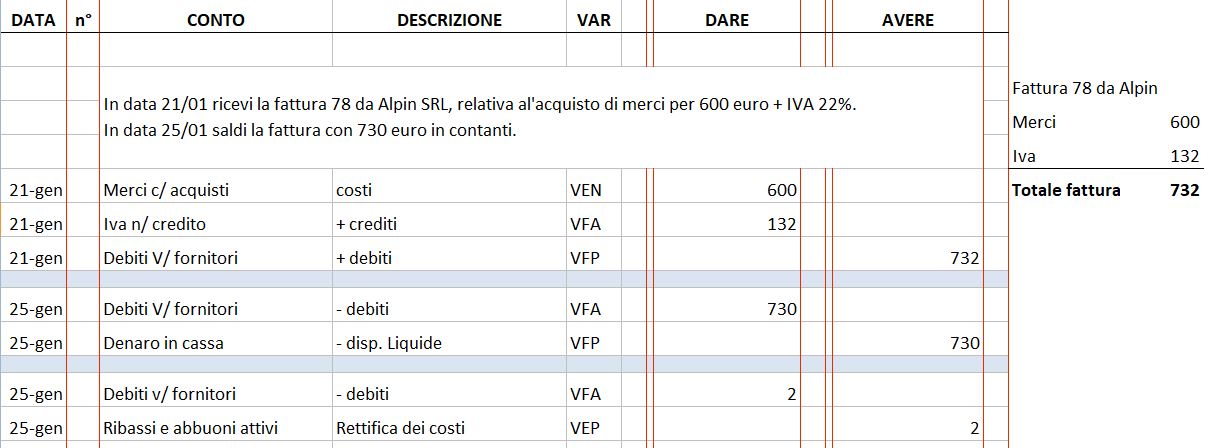 DATA n° CONTO DESCRIZIONE VAR DARE AVERE
Fattura 78 da Alpin
In data 21/01 ricevi la fattura 78 da Alpin SRL, relativa al'acquisto di merci per 600 euro + IVA 22%.
Merci 600
In data 25/01 saldi la fattura con 730 euro in contanti.
Iva 132
21-gen Merci c/ acquisti costi VEN 600
Totale fattura 732
21-gen Iva n/ credito + crediti VFA 132
21-gen Debiti V/ fornitori + debiti VFP 732
25-gen Debiti V/ fornitori - debiti VFA 730
25-gen Denaro in cassa - disp. Liquide VFP 730
25-gen Debiti v/ fornitori - debiti VFA 2
25-gen Ribassi e abbuoni attivi Rettifica dei costi VEP 2